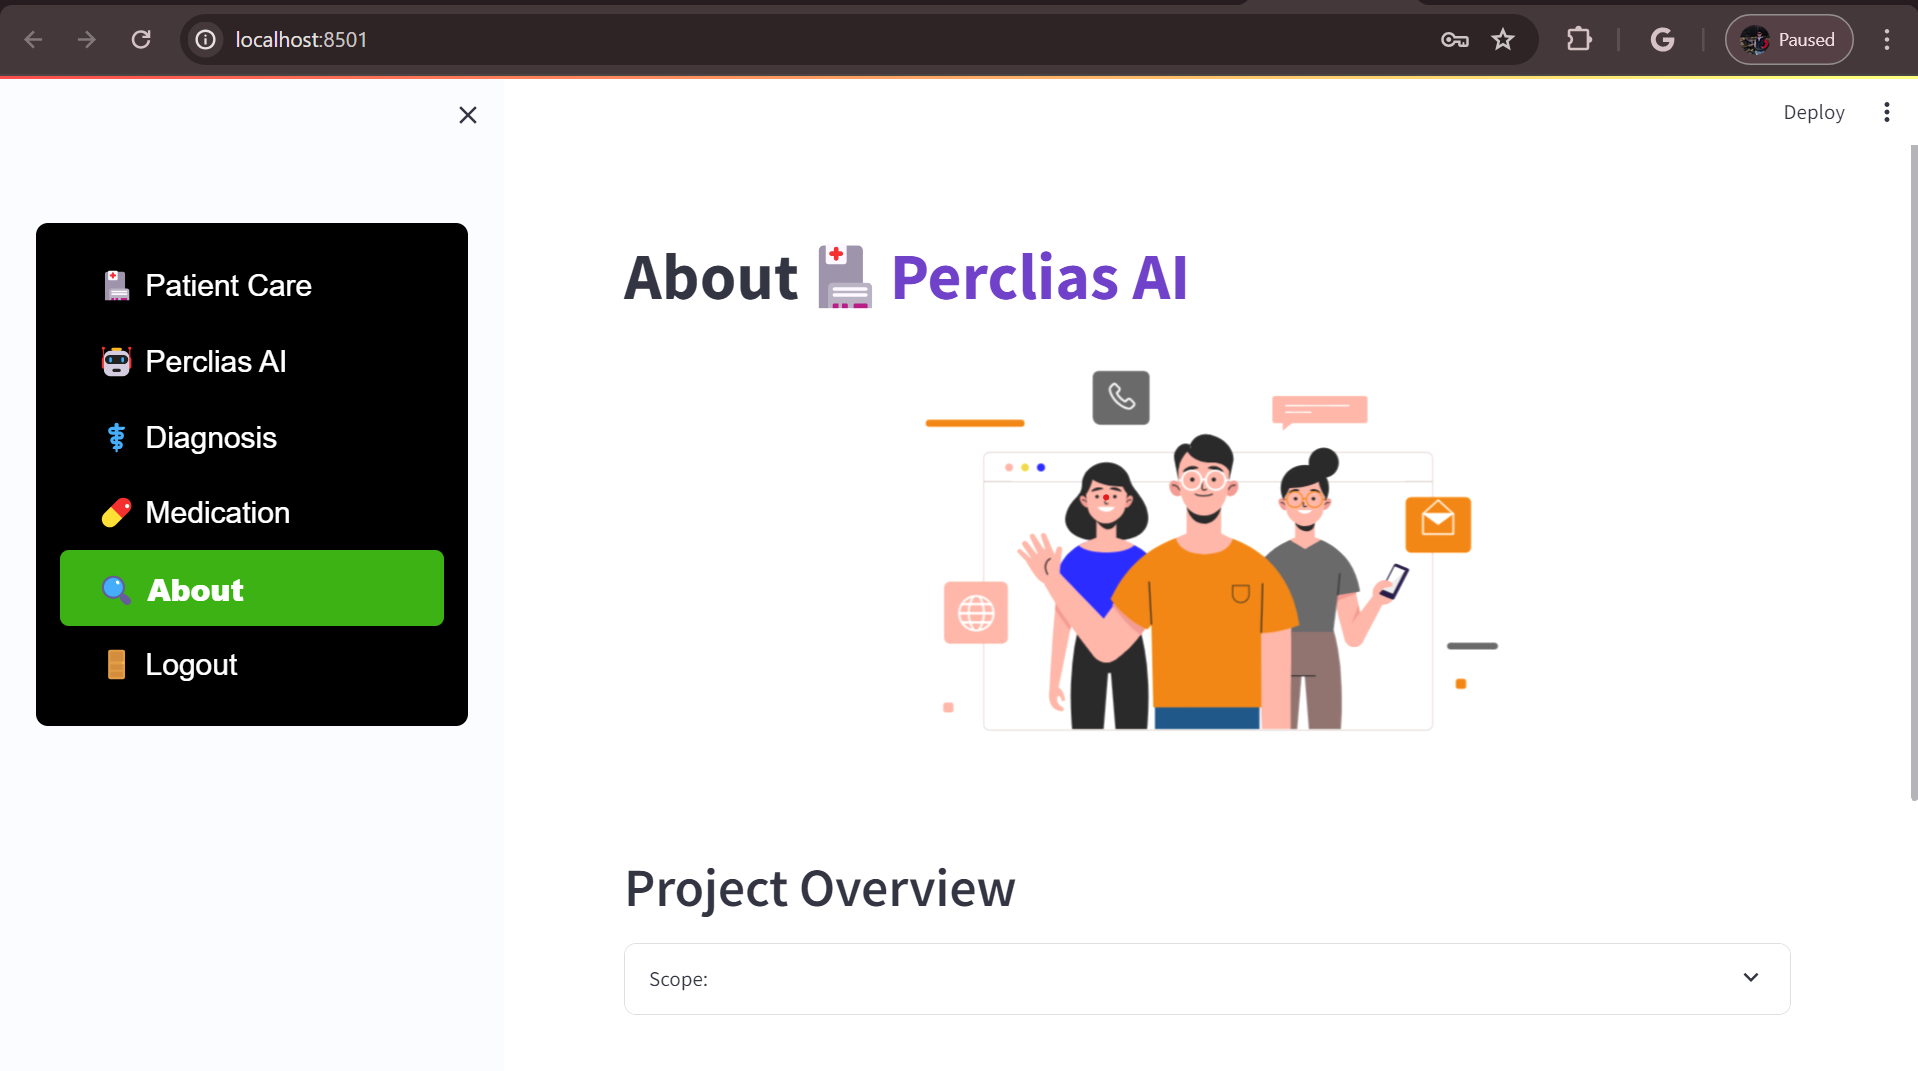 localhost:8501
Paused
Deploy
Patient Care
Perclias AI
Diagnosis
Medication
About
Logout
About Perclias AI
Project Overview
Scope: